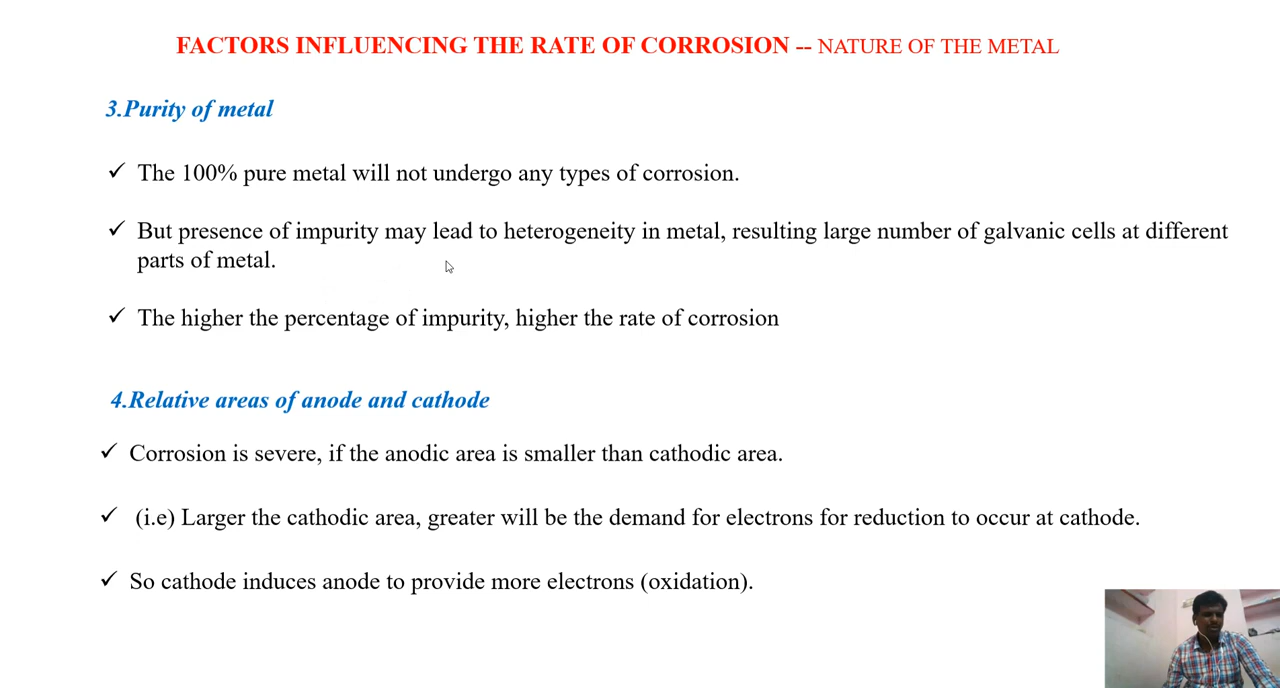 FACTORS INFLUENCING THE RATE OF CORROSION -- NATURE OF THE METAL
3.Purity of metal
✓ The 100% pure metal will not undergo any types of corrosion.
✓ But presence of impurity may lead to heterogeneity in metal, resulting large number of galvanic cells at different
parts of metal.
✓ The higher the percentage of impurity, higher the rate of corrosion
4.Relative areas of anode and cathode
✓ Corrosion is severe, if the anodic area is smaller than cathodic area.
✓ (i.e) Larger the cathodic area, greater will be the demand for electrons for reduction to occur at cathode.
✓ So cathode induces anode to provide more electrons (oxidation).